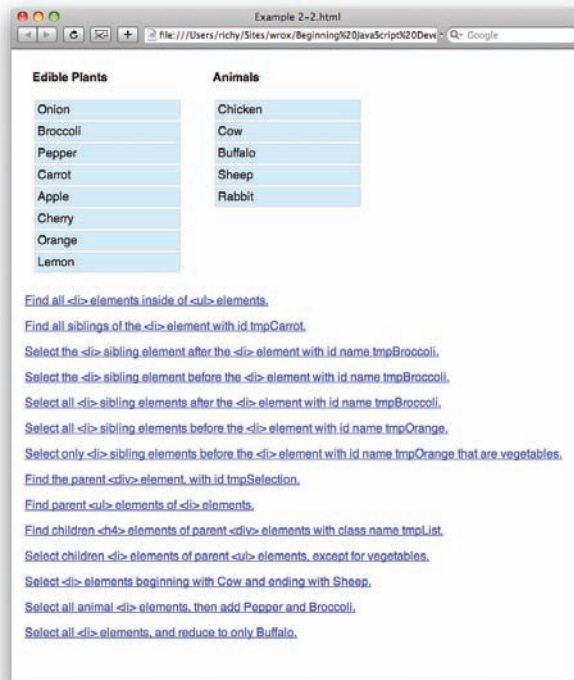 Example 2-2.html
file:///Users/richy/Sites/wrox/Beginning%20JavaScript%20Deve
Google
Edible Plants
Onion
Broccoli
Pepper
Carrot
Apple
Cherry
Orange
Lemon
Animals
Chicken
Cow
Buffalo
Sheep
Rabbit
Find all <li> elements inside of <ul> elements.
Find all siblings of the <li> element with id tmpCarrot.
Select the <li> sibling element after the <li> element with id name tmpBroccoli.
Select the <li> sibling element before the <li> element with id name tmpBroccoli.
Select all <li> sibling elements after the <li> element with id name tmpBroccoli.
Select all <li> sibling elements before the <li> element with id name tmpOrange.
Select only <li> sibling elements before the <li> element with id name tmpOrange that are vegetables.
Find the parent <div> element, with id tmpSelection.
Find parent <ul> elements of <li> elements.
Find children <h4> elements of parent <div> elements with class name tmpList.
Select children <li> elements of parent <ul> elements, except for vegetables.
Select <li> elements beginning with Cow and ending with Sheep.
Select all animal <li> elements, then add Pepper and Broccoli.
Select all <li> elements, and reduce to only Buffalo.